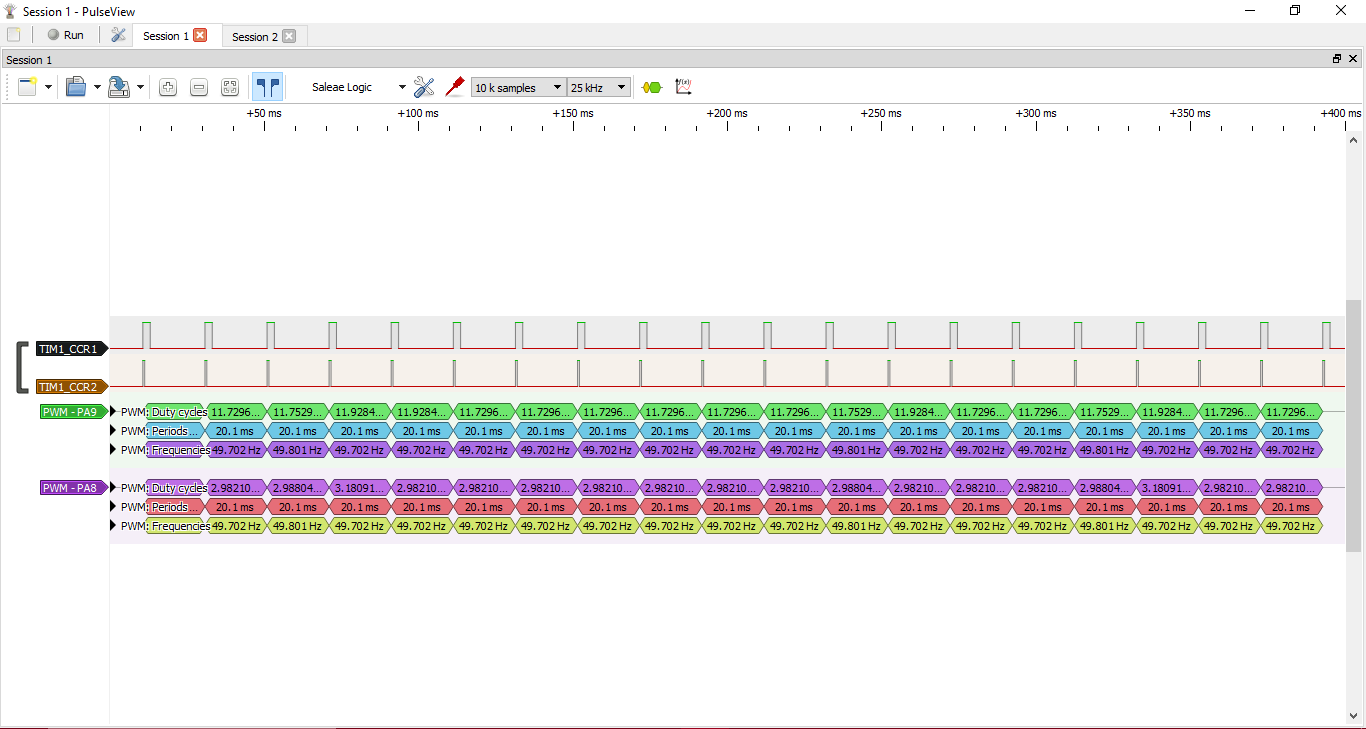 Session 1 - PulseView
Run
Session 1
Session 2
Session 1
Saleae Logic
10 k samples
25 kHz
+50 ms +100 ms +150 ms +200 ms +250 ms +300 ms +350 ms +400 ms
TIM1_CCR1
TIM1_CCR2
PWM - PA9 PWM: Duty cycles 11.7296... 11.7529... 11.9284... 11.9284... 11.7296... 11.7296... 11.7296... 11.7296... 11.7296... 11.7296... 11.7529... 11.9284... 11.7296... 11.7296... 11.7529... 11.9284... 11.7296... 11.7296...
PWM: Periods... 20.1 ms 20.1 ms 20.1 ms 20.1 ms 20.1 ms 20.1 ms 20.1 ms 20.1 ms 20.1 ms 20.1 ms 20.1 ms 20.1 ms 20.1 ms 20.1 ms 20.1 ms 20.1 ms 20.1 ms 20.1 ms
PWM: Frequencies 49.702 Hz 49.801 Hz 49.702 Hz 49.702 Hz 49.702 Hz 49.702 Hz 49.702 Hz 49.702 Hz 49.702 Hz 49.702 Hz 49.801 Hz 49.702 Hz 49.702 Hz 49.702 Hz 49.801 Hz 49.702 Hz 49.702 Hz 49.702 Hz
PWM - PA8 PWM: Duty cycles 2.98210... 2.98804... 3.18091... 2.98210... 2.98210... 2.98210... 2.98210... 2.98210... 2.98210... 2.98210... 2.98804... 2.98210... 2.98210... 2.98210... 2.98804... 3.18091... 2.98210... 2.98210...
PWM: Periods... 20.1 ms 20.1 ms 20.1 ms 20.1 ms 20.1 ms 20.1 ms 20.1 ms 20.1 ms 20.1 ms 20.1 ms 20.1 ms 20.1 ms 20.1 ms 20.1 ms 20.1 ms 20.1 ms 20.1 ms 20.1 ms
PWM: Frequencies 49.702 Hz 49.801 Hz 49.702 Hz 49.702 Hz 49.702 Hz 49.702 Hz 49.702 Hz 49.702 Hz 49.702 Hz 49.702 Hz 49.801 Hz 49.702 Hz 49.702 Hz 49.702 Hz 49.801 Hz 49.702 Hz 49.702 Hz 49.702 Hz